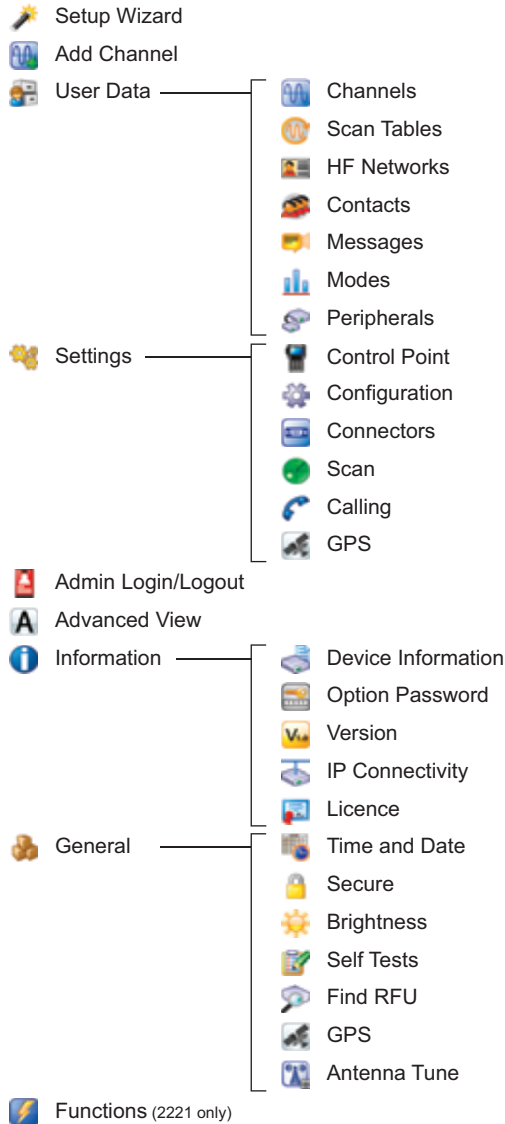 Setup Wizard
Add Channel
User Data
Channels
Scan Tables
HF Networks
Contacts
Messages
Modes
Peripherals
Settings
Control Point
Configuration
Connectors
Scan
Calling
GPS
Admin Login/Logout
A Advanced View
Information
Device Information
Option Password
Version
IP Connectivity
Licence
General
Time and Date
Secure
Brightness
Self Tests
Find RFU
GPS
Antenna Tune
Functions (2221 only)